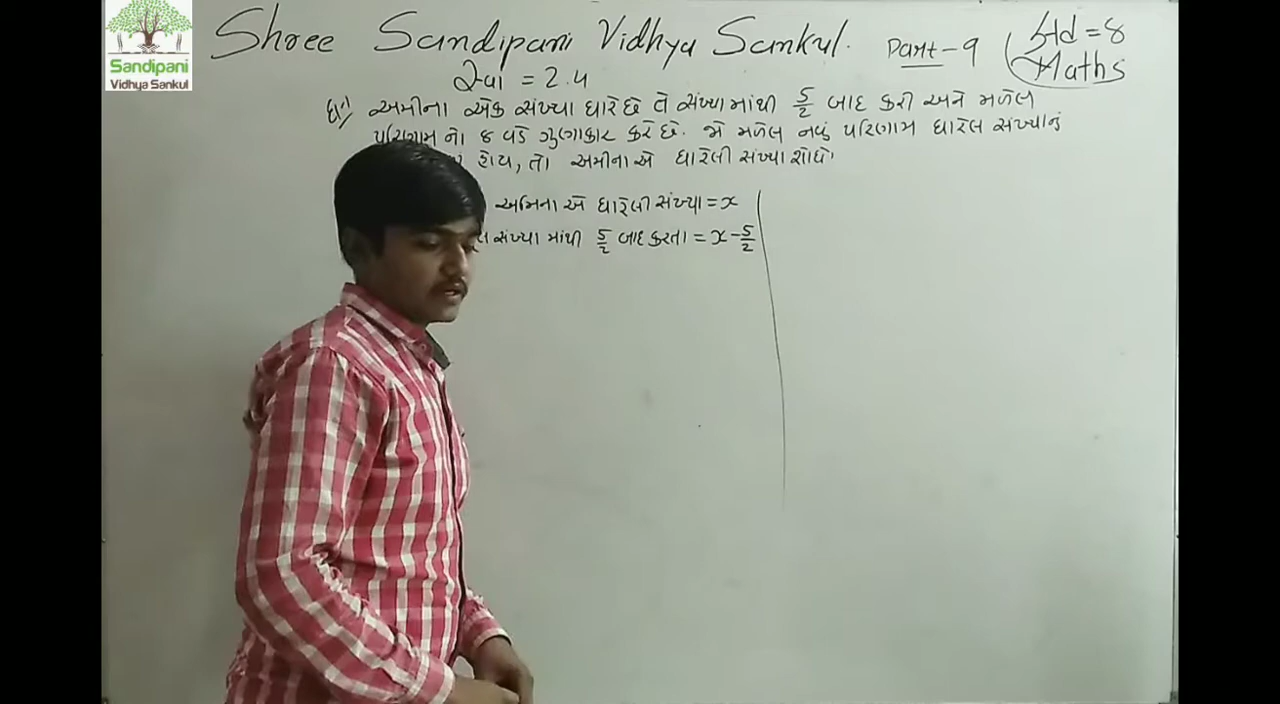 Sandipani
Vidhya Sankul
Shree Sandipani Vidhya Sankul. Part-9
Std = 8
Maths
સ્વા = 2.4
અમીના એક સંખ્યા ધારે છે તે સંખ્યા માંથી 5/2 બાદ કરી અને મળેલ
પરિણામ નો ૪ વડે ગુણાકાર કરે છે. જો મળેલ નવું પરિણામ ધારેલ સંખ્યાનું
હોય, તો અમીના એ ધારેલી સંખ્યા શોધો
અમિના એ ધારેલી સંખ્યા = x
સંખ્યા માંથી 5/2 બાદ કરતા = x - 5/2